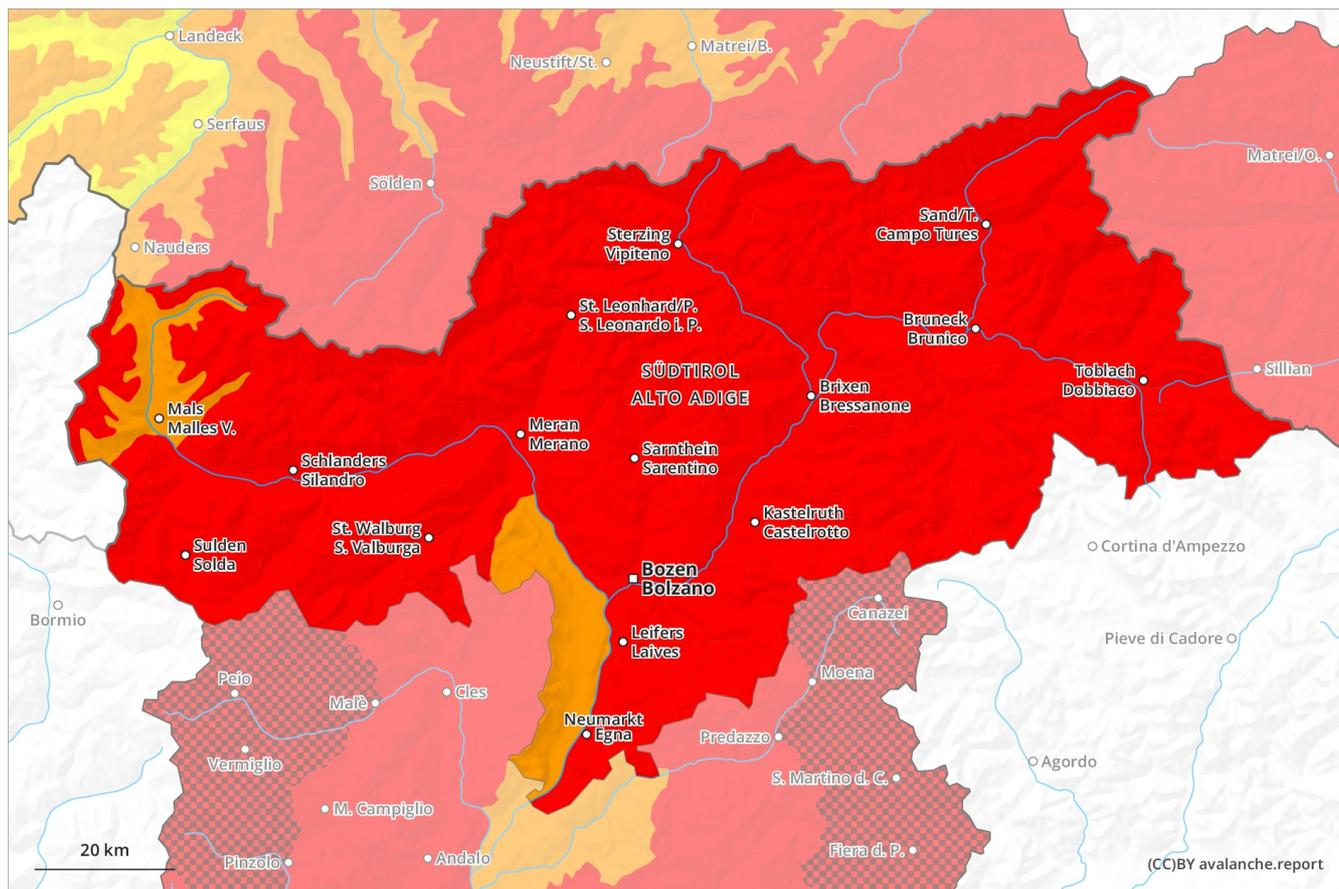 Landeck
Matrei/B.
Neustift/St.
Serfaus
Matrei/O.
Sölden
Sand/T.
Campo Tures
Sterzing
Vipiteno
Nauders
St. Leonhard/P.
S. Leonardo i. P.
Bruneck
Brunico
SÜDTIROL
ALTO ADIGE
Toblach
Dobbiaco
Sillian
Brixen
Bressanone
Mals
Malles V.
Meran
Merano
Sarnthein
Sarentino
Schlanders
Silandro
Kastelruth
Castelrotto
St. Walburg
S. Valburga
Sulden
Solda
Cortina d'Ampezzo
Bozen
Bolzano
Bormio
Canazei
Leifers
Laives
Pieve di Cadore
Peio
Moena
Malè
Cles
Neumarkt
Egna
Predazzo
Vermiglio
Agordo
S. Martino d. C.
M. Campiglio
20 km
Pinzolo
Andalo
Fiera d. P.
(CC)BY avalanche.report